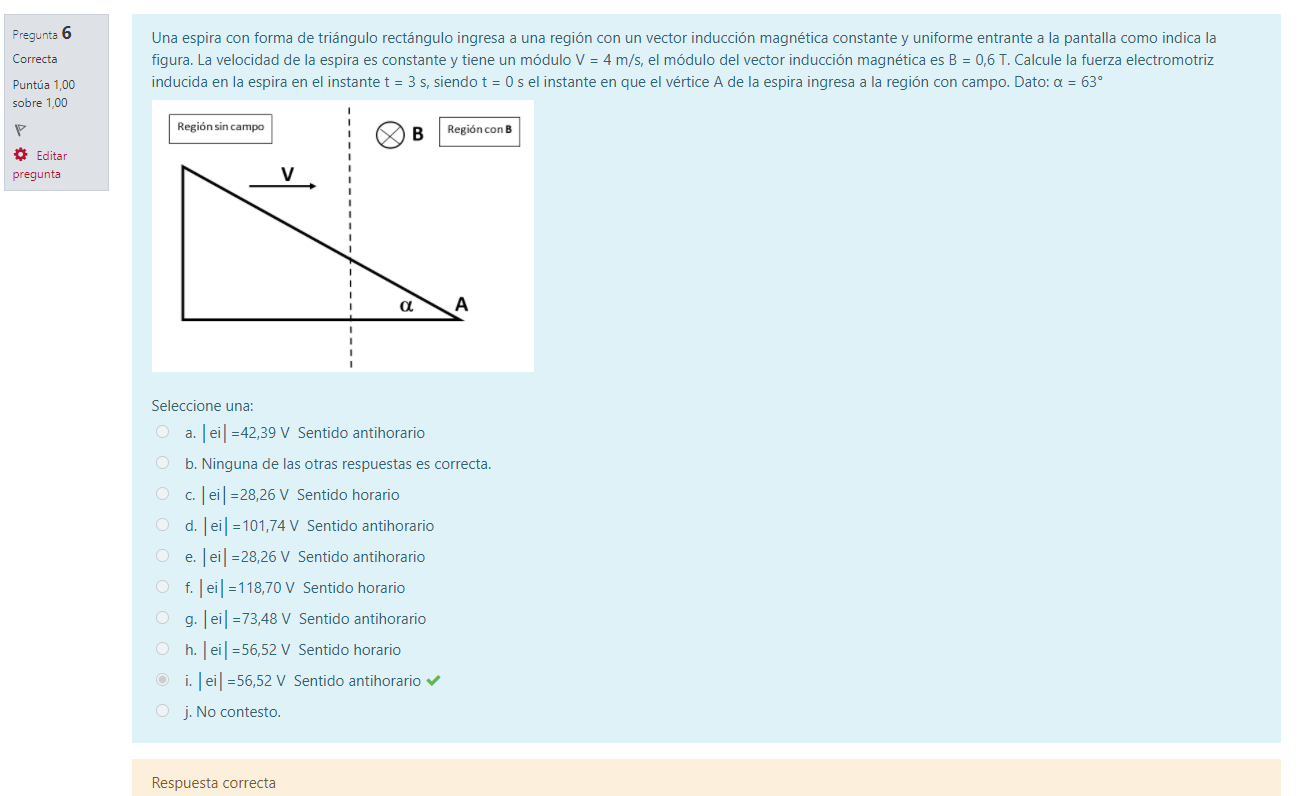 Pregunta 6
Correcta
Puntúa 1,00
sobre 1,00
Editar
pregunta
Una espira con forma de triángulo rectángulo ingresa a una región con un vector inducción magnética constante y uniforme entrante a la pantalla como indica la
figura. La velocidad de la espira es constante y tiene un módulo V = 4 m/s, el módulo del vector inducción magnética es B = 0,6 T. Calcule la fuerza electromotriz
inducida en la espira en el instante t = 3 s, siendo t = 0 s el instante en que el vértice A de la espira ingresa a la región con campo. Dato: α = 63°
Región sin campo
B
Región con B
V
α
A
Seleccione una:
a. |ei| =42,39 V Sentido antihorario
b. Ninguna de las otras respuestas es correcta.
c. |ei| =28,26 V Sentido horario
d. |ei| =101,74 V Sentido antihorario
e. |ei| =28,26 V Sentido antihorario
f. |ei| =118,70 V Sentido horario
g. |ei| =73,48 V Sentido antihorario
h. |ei| =56,52 V Sentido horario
i. |ei| =56,52 V Sentido antihorario
j. No contesto.
Respuesta correcta